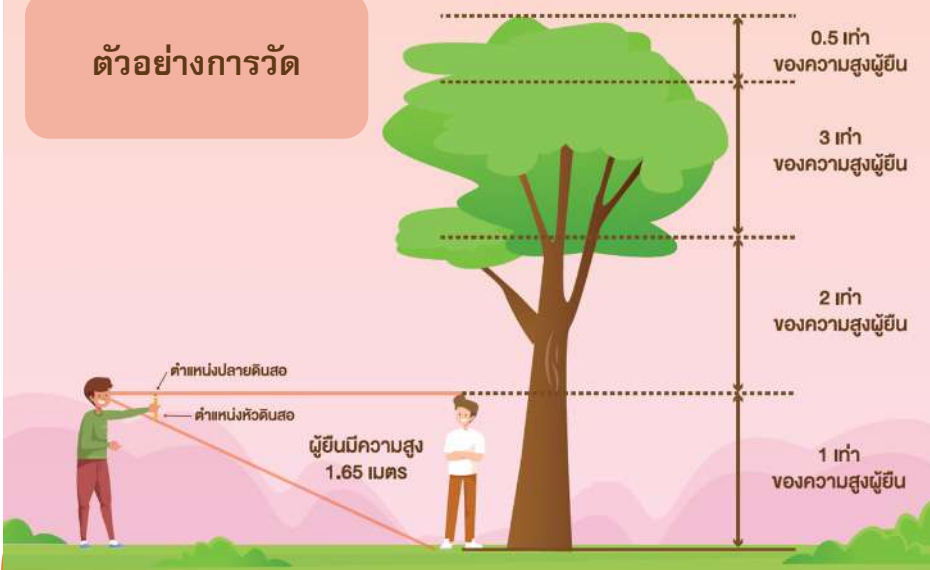 ตัวอย่างการวัด
0.5 เท่า
ของความสูงผู้ยืน
3 เท่า
ของความสูงผู้ยืน
2 เท่า
ของความสูงผู้ยืน
ตำแหน่งปลายดินสอ
ตำแหน่งหัวดินสอ
ผู้ยืนมีความสูง
1.65 เมตร
1 เท่า
ของความสูงผู้ยืน